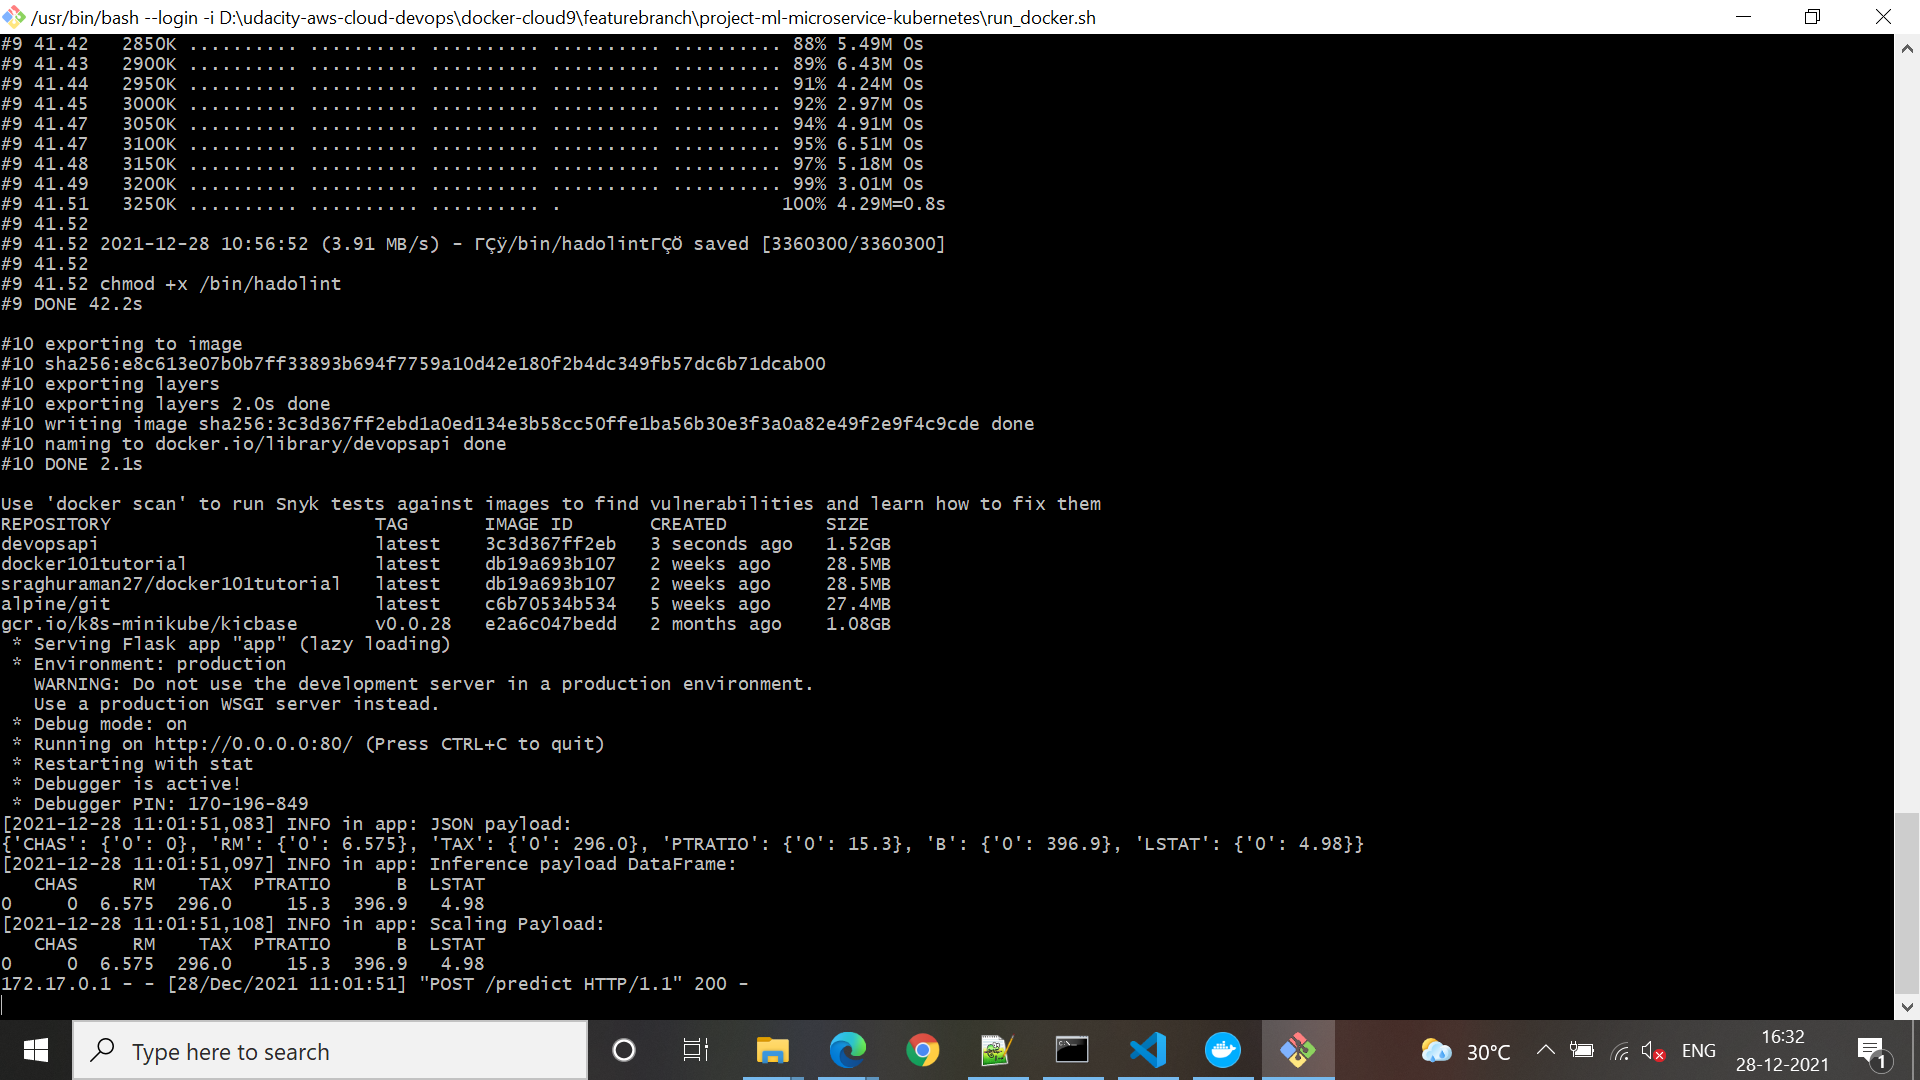 /usr/bin/bash --login -i D:\udacity-aws-cloud-devops\docker-cloud9\featurebranch\project-ml-microservice-kubernetes\run_docker.sh
#9 41.42   2850K .......... .......... .......... .......... .......... 88% 5.49M 0s
#9 41.43   2900K .......... .......... .......... .......... .......... 89% 6.43M 0s
#9 41.44   2950K .......... .......... .......... .......... .......... 91% 4.24M 0s
#9 41.45   3000K .......... .......... .......... .......... .......... 92% 2.97M 0s
#9 41.47   3050K .......... .......... .......... .......... .......... 94% 4.91M 0s
#9 41.47   3100K .......... .......... .......... .......... .......... 95% 6.51M 0s
#9 41.48   3150K .......... .......... .......... .......... .......... 97% 5.18M 0s
#9 41.49   3200K .......... .......... .......... .......... .......... 99% 3.01M 0s
#9 41.51   3250K .......... .......... .......... .                    100% 4.29M=0.8s
#9 41.52
#9 41.52 2021-12-28 10:56:52 (3.91 MB/s) - ΓÇÿ/bin/hadolintΓÇÖ saved [3360300/3360300]
#9 41.52
#9 41.52 chmod +x /bin/hadolint
#9 DONE 42.2s
#10 exporting to image
#10 sha256:e8c613e07b0b7ff33893b694f7759a10d42e180f2b4dc349fb57dc6b71dcab00
#10 exporting layers
#10 exporting layers 2.0s done
#10 writing image sha256:3c3d367ff2ebd1a0ed134e3b58cc50ffe1ba56b30e3f3a0a82e49f2e9f4c9cde done
#10 naming to docker.io/library/devopsapi done
#10 DONE 2.1s
Use 'docker scan' to run Snyk tests against images to find vulnerabilities and learn how to fix them
REPOSITORY                        TAG       IMAGE ID       CREATED         SIZE
devopsapi                         latest    3c3d367ff2eb   3 seconds ago   1.52GB
docker101tutorial                 latest    db19a693b107   2 weeks ago     28.5MB
sraghuraman27/docker101tutorial   latest    db19a693b107   2 weeks ago     28.5MB
alpine/git                        latest    c6b70534b534   5 weeks ago     27.4MB
gcr.io/k8s-minikube/kicbase       v0.0.28   e2a6c047bedd   2 months ago    1.08GB
 * Serving Flask app "app" (lazy loading)
 * Environment: production
   WARNING: Do not use the development server in a production environment.
   Use a production WSGI server instead.
 * Debug mode: on
 * Running on http://0.0.0.0:80/ (Press CTRL+C to quit)
 * Restarting with stat
 * Debugger is active!
 * Debugger PIN: 170-196-849
[2021-12-28 11:01:51,083] INFO in app: JSON payload:
{'CHAS': {'0': 0}, 'RM': {'0': 6.575}, 'TAX': {'0': 296.0}, 'PTRATIO': {'0': 15.3}, 'B': {'0': 396.9}, 'LSTAT': {'0': 4.98}}
[2021-12-28 11:01:51,097] INFO in app: Inference payload DataFrame:
   CHAS     RM    TAX  PTRATIO      B  LSTAT
0     0  6.575  296.0     15.3  396.9   4.98
[2021-12-28 11:01:51,108] INFO in app: Scaling Payload:
   CHAS     RM    TAX  PTRATIO      B  LSTAT
0     0  6.575  296.0     15.3  396.9   4.98
172.17.0.1 - - [28/Dec/2021 11:01:51] "POST /predict HTTP/1.1" 200 -
Type here to search
30°C
ENG
16:32
28-12-2021
1